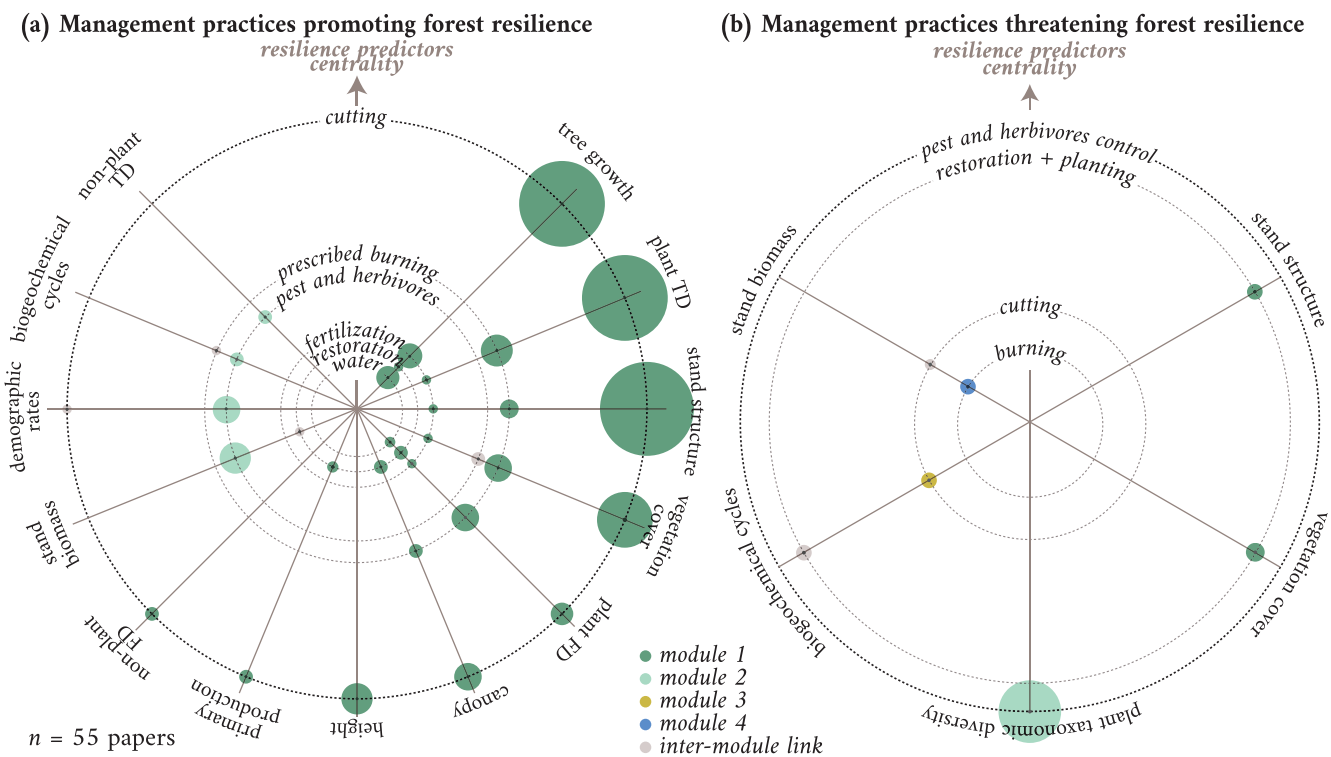 (a) Management practices promoting forest resilience
resilience predictors
centrality
cutting
tree growth
plant TD
stand structure
vegetation
cover
plant FD
canopy
height
primary
production
non-plant
FD
stand
biomass
demographic
rates
biogeochemical
cycles
non-plant
TD
prescribed burning
pest and herbivores
fertilization
restoration
water
n = 55 papers
(b) Management practices threatening forest resilience
resilience predictors
centrality
pest and herbivores control
restoration + planting
cutting
burning
stand structure
vegetation cover
plant taxonomic diversity
biogeochemical cycles
stand biomass
module 1
module 2
module 3
module 4
inter-module link